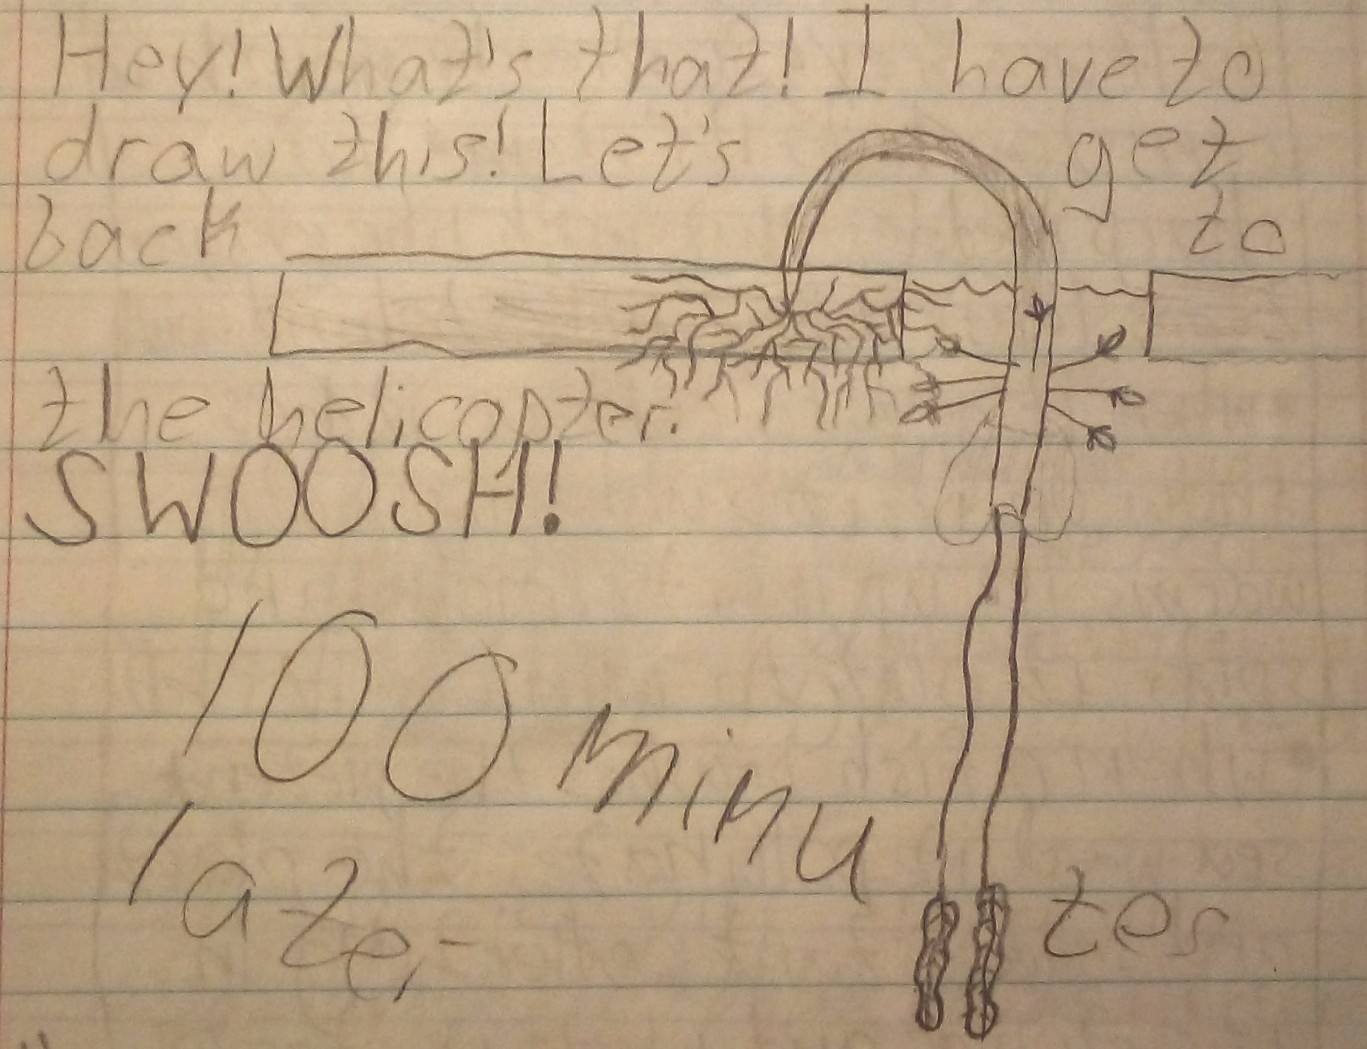 Hey! What's that! I have to
draw this! Let's get
back to
the helicopter.
SWOOSH!
100 minutes
later